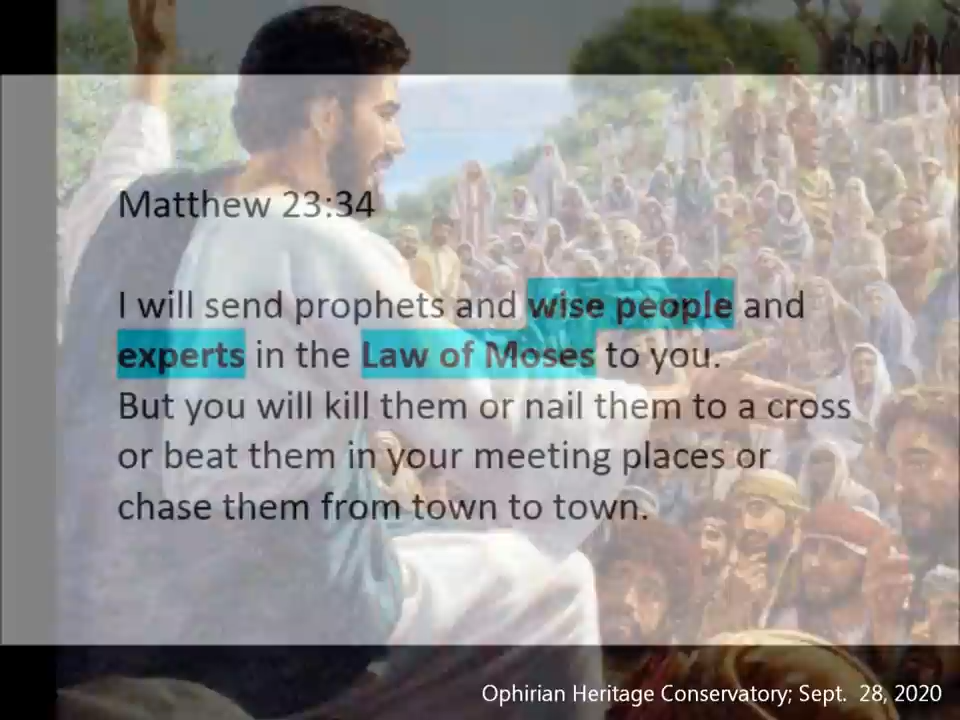 Matthew 23:34
I will send prophets and wise people and
experts in the Law of Moses to you.
But you will kill them or nail them to a cross
or beat them in your meeting places or
chase them from town to town.
Ophirian Heritage Conservatory; Sept. 28, 2020